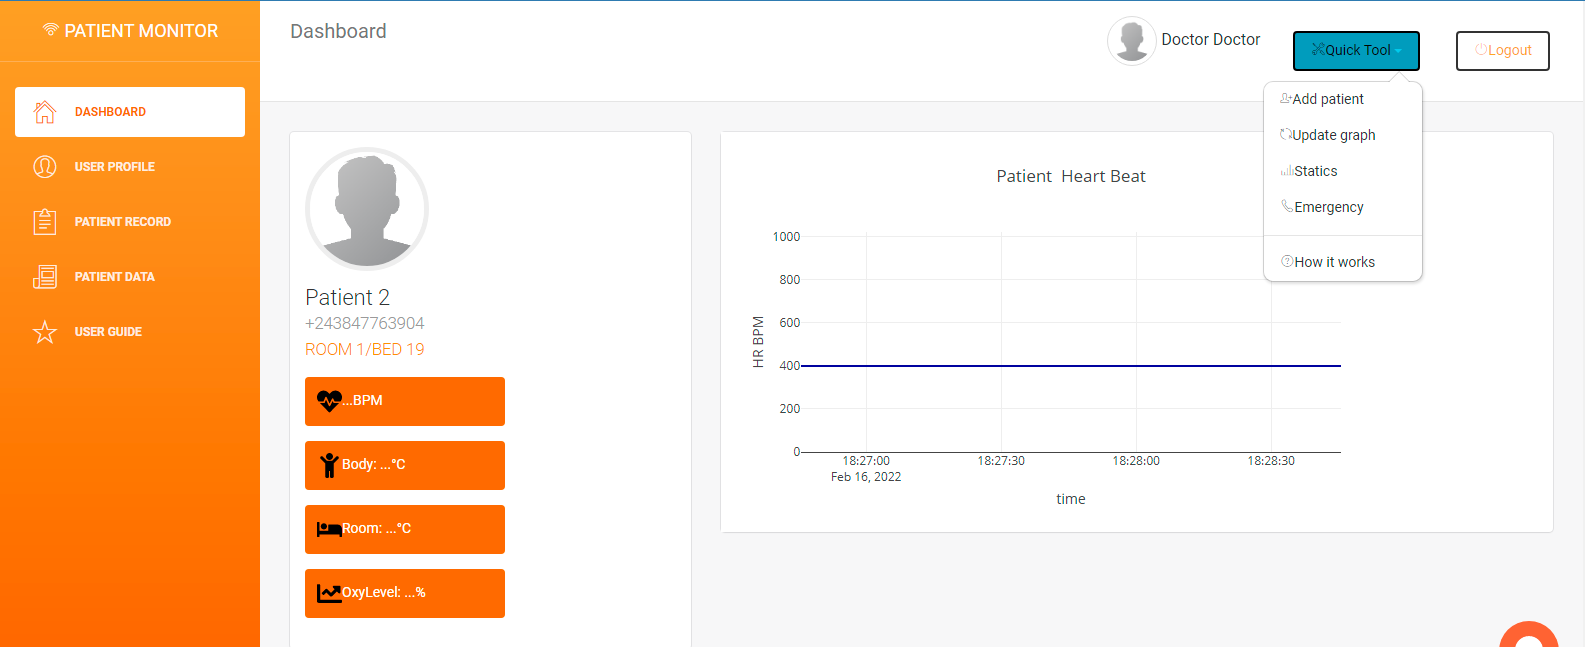 PATIENT MONITOR
Dashboard
Doctor Doctor
Quick Tool
Logout
DASHBOARD
USER PROFILE
PATIENT RECORD
PATIENT DATA
USER GUIDE
Add patient
Update graph
Statics
Emergency
How it works
Patient 2
+243847763904
ROOM 1/BED 19
...BPM
Body: ...°C
Room: ...°C
OxyLevel: ...%
Patient Heart Beat
HR BPM
1000
800
600
400
200
0
18:27:00
Feb 16, 2022
18:27:30
18:28:00
18:28:30
time